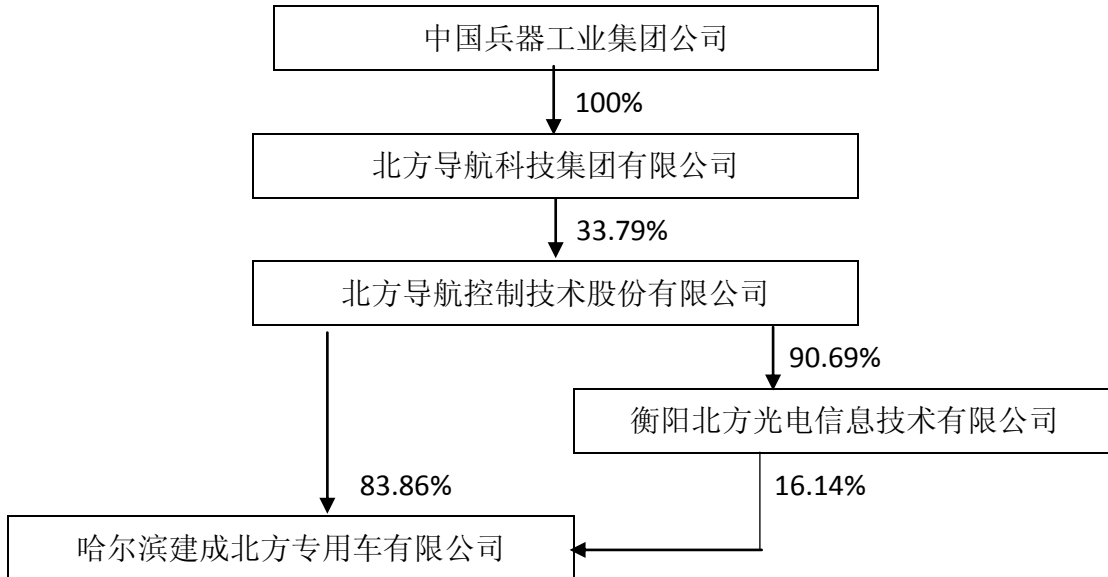 中国兵器工业集团公司
100%
北方导航科技集团有限公司
33.79%
北方导航控制技术股份有限公司
90.69%
衡阳北方光电信息技术有限公司
83.86%
16.14%
哈尔滨建成北方专用车有限公司